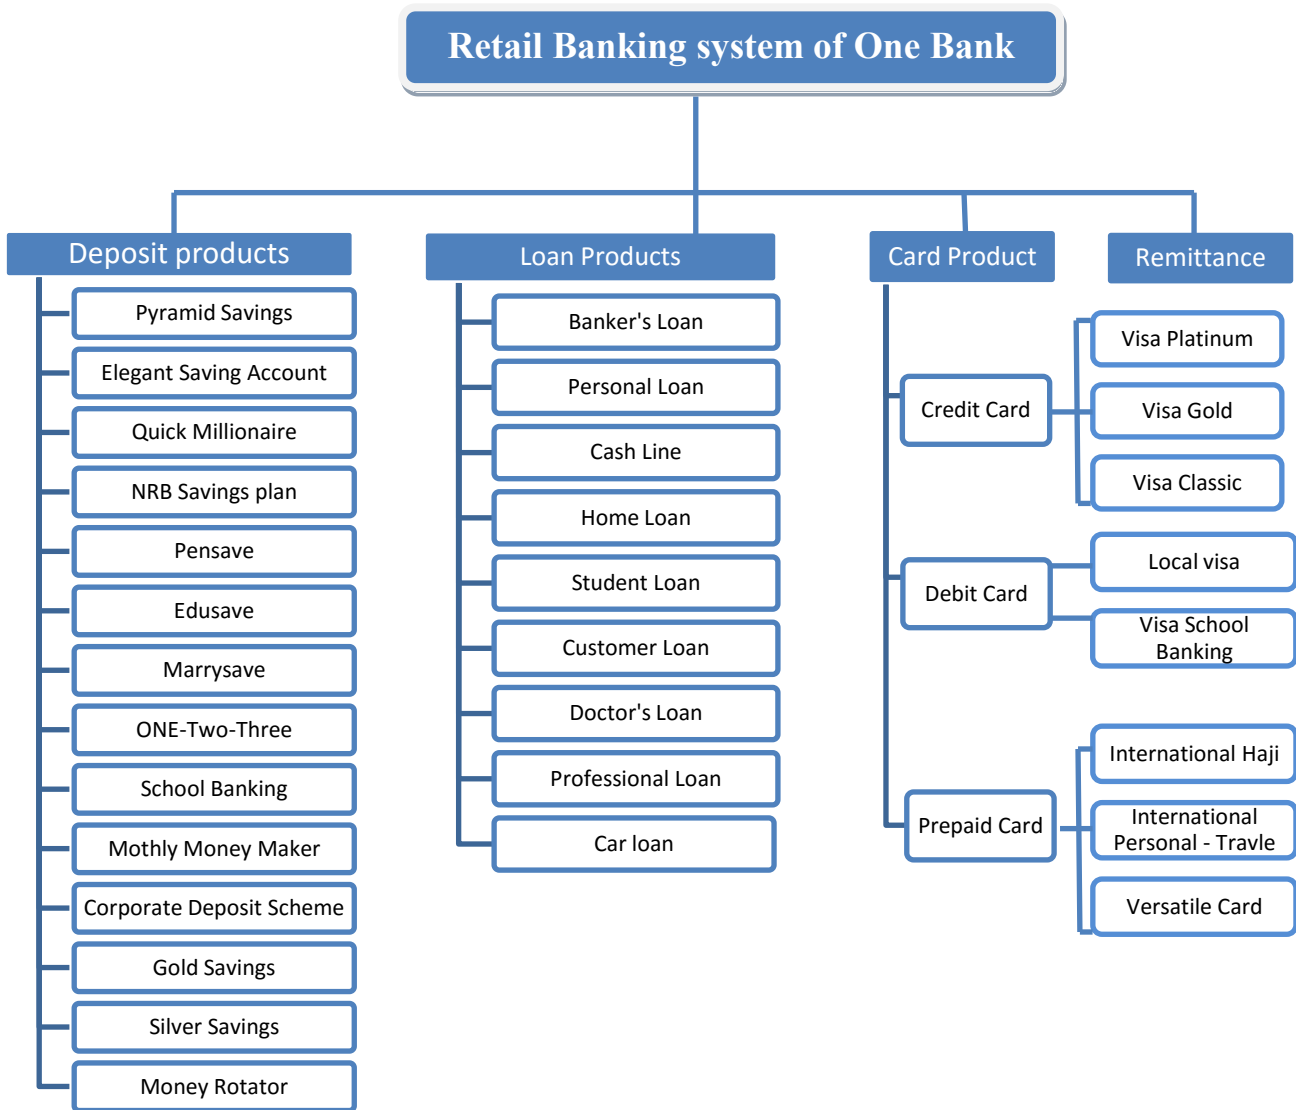 Retail Banking system of One Bank
Deposit products
Pyramid Savings
Elegant Saving Account
Quick Millionaire
NRB Savings plan
Pensave
Edusave
Marrysave
ONE-Two-Three
School Banking
Mothly Money Maker
Corporate Deposit Scheme
Gold Savings
Silver Savings
Money Rotator
Loan Products
Banker's Loan
Personal Loan
Cash Line
Home Loan
Student Loan
Customer Loan
Doctor's Loan
Professional Loan
Car loan
Card Product
Credit Card
Visa Platinum
Visa Gold
Visa Classic
Debit Card
Local visa
Visa School
Banking
Prepaid Card
International Haji
International
Personal - Travle
Versatile Card
Remittance